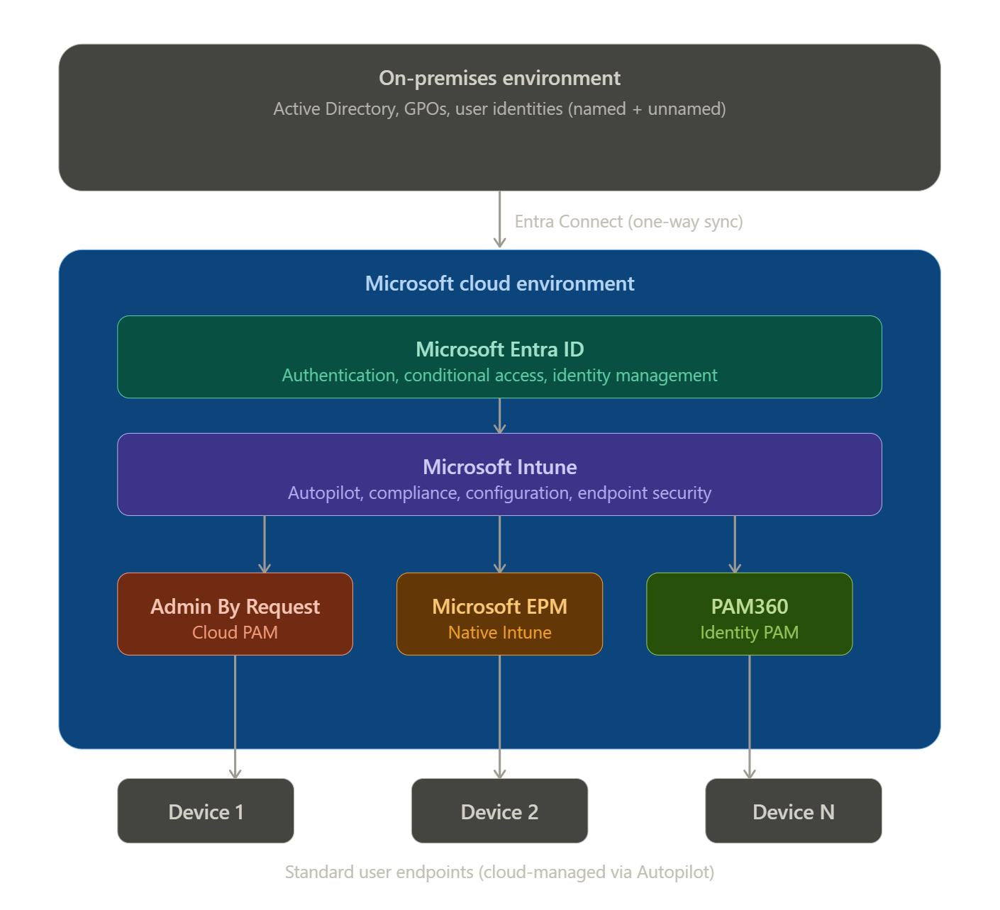 On-premises environment
Active Directory, GPOs, user identities (named + unnamed)
Entra Connect (one-way sync)
Microsoft cloud environment
Microsoft Entra ID
Authentication, conditional access, identity management
Microsoft Intune
Autopilot, compliance, configuration, endpoint security
Admin By Request
Cloud PAM
Microsoft EPM
Native Intune
PAM360
Identity PAM
Device 1
Device 2
Device N
Standard user endpoints (cloud-managed via Autopilot)